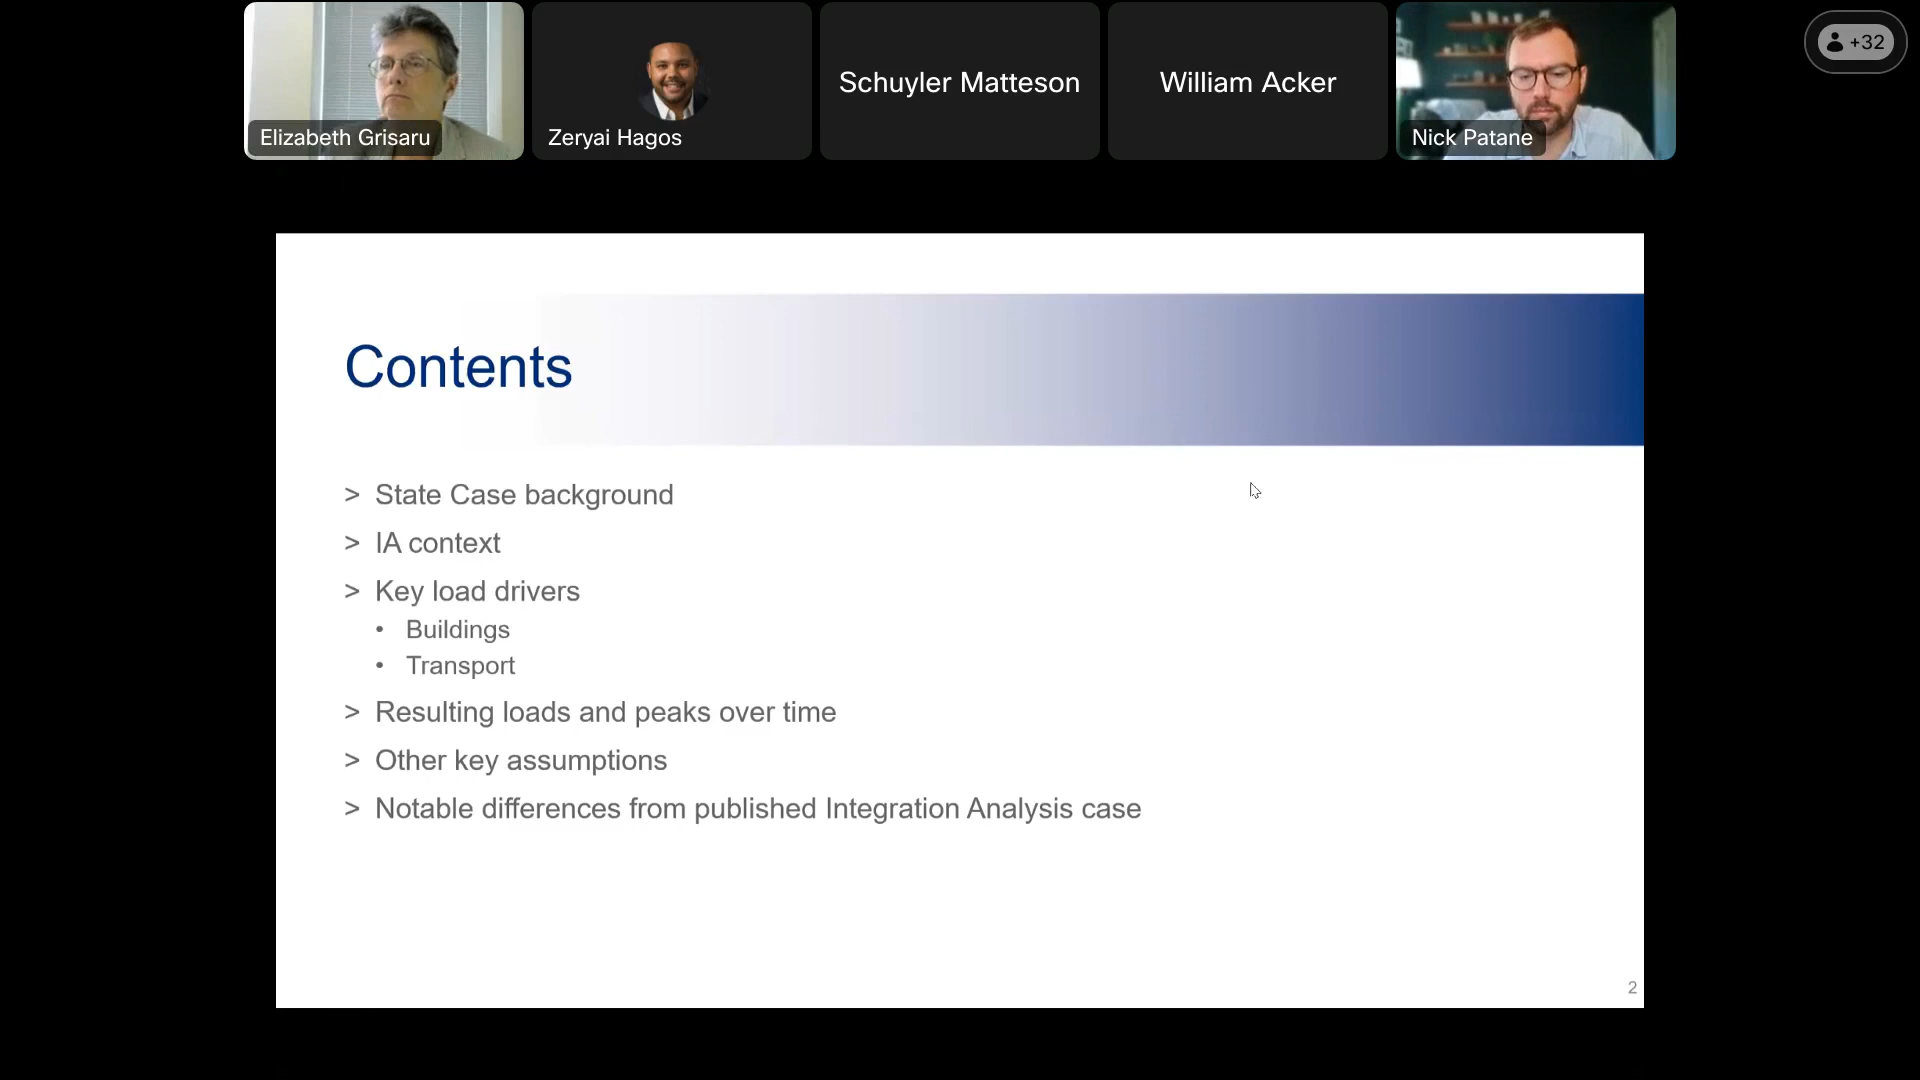 Elizabeth Grisaru
Zeryai Hagos
Schuyler Matteson
William Acker
Nick Patane
+32
Contents
> State Case background
> IA context
> Key load drivers
• Buildings
• Transport
> Resulting loads and peaks over time
> Other key assumptions
> Notable differences from published Integration Analysis case
2